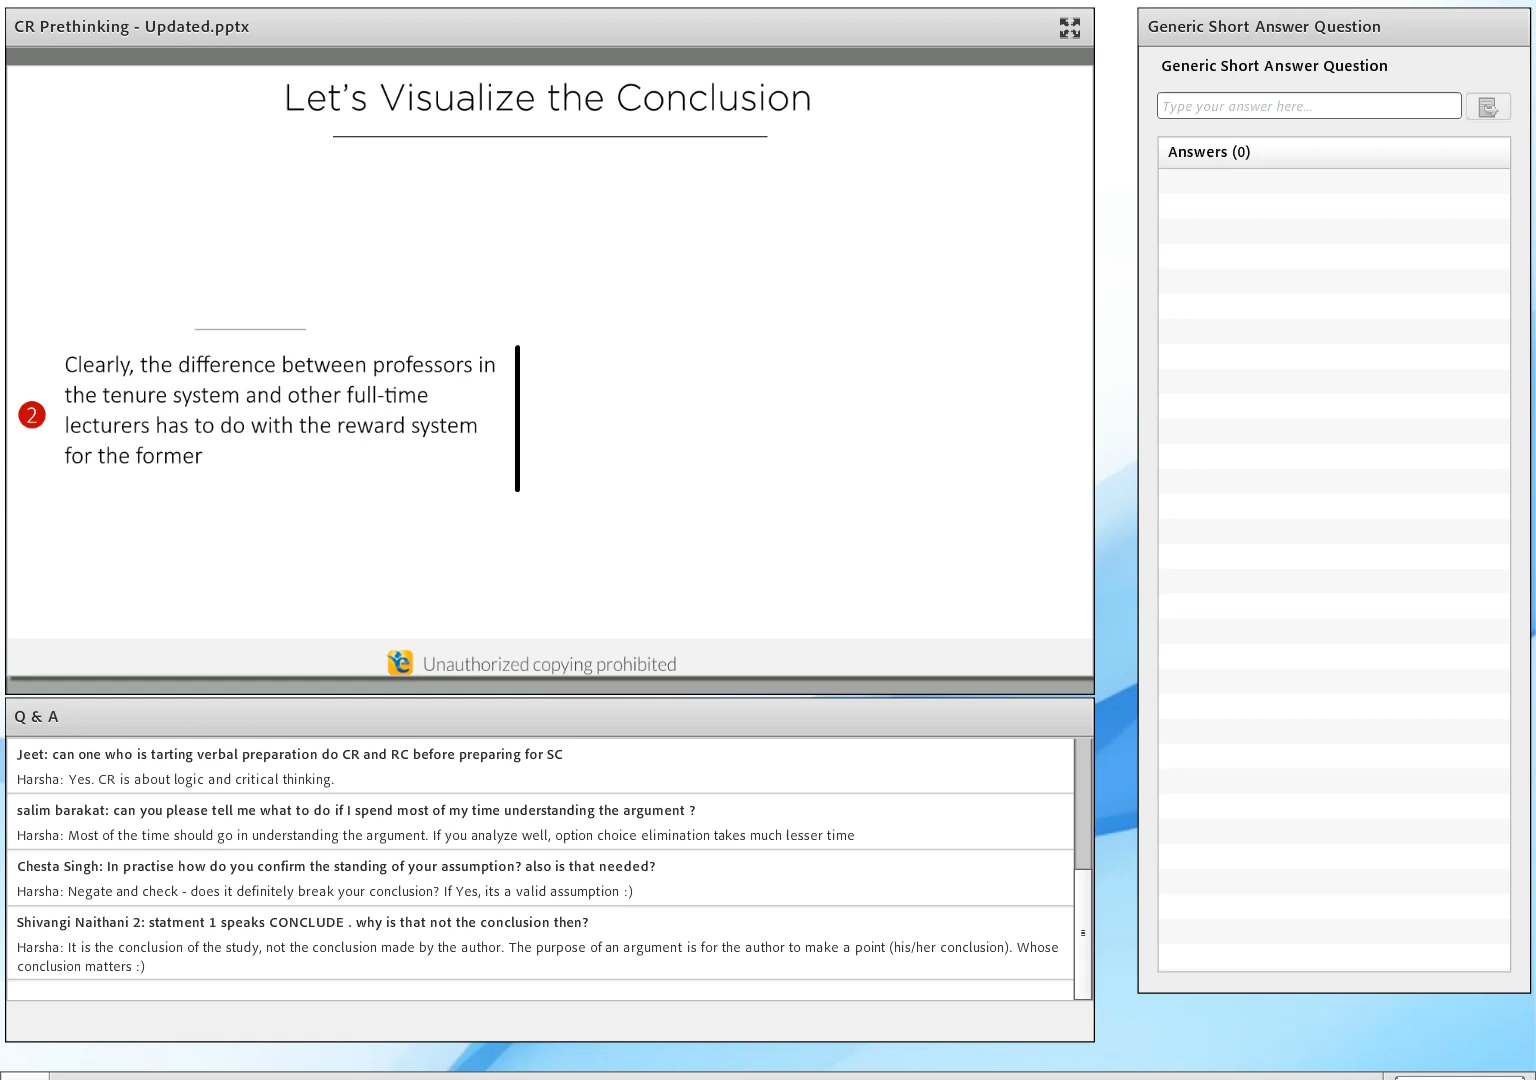 CR Prethinking - Updated.pptx
Let's Visualize the Conclusion
2
Clearly, the difference between professors in
the tenure system and other full-time
lecturers has to do with the reward system
for the former
Unauthorized copying prohibited
Q & A
Jeet: can one who is tarting verbal preparation do CR and RC before preparing for SC
Harsha: Yes. CR is about logic and critical thinking.
salim barakat: can you please tell me what to do if I spend most of my time understanding the argument ?
Harsha: Most of the time should go in understanding the argument. If you analyze well, option choice elimination takes much lesser time
Chesta Singh: In practise how do you confirm the standing of your assumption? also is that needed?
Harsha: Negate and check - does it definitely break your conclusion? If Yes, its a valid assumption :)
Shivangi Naithani 2: statment 1 speaks CONCLUDE . why is that not the conclusion then?
Harsha: It is the conclusion of the study, not the conclusion made by the author. The purpose of an argument is for the author to make a point (his/her conclusion). Whose
conclusion matters :)
Generic Short Answer Question
Generic Short Answer Question
Type your answer here...
Answers (0)